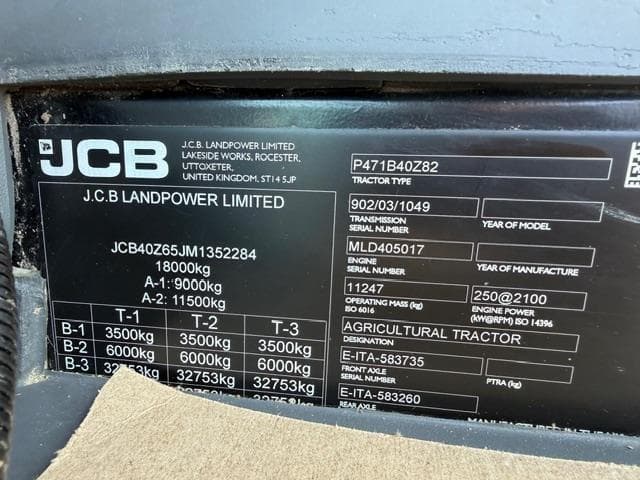 JCB
J.C.B. LANDPOWER LIMITED
LAKESIDE WORKS, ROCESTER,
UTTOXETER,
UNITED KINGDOM, ST14 5JP
J.C.B LANDPOWER LIMITED
JCB40Z65JM1352284
18000kg
A-1: 9000kg
A-2: 11500kg
T-1 T-2 T-3
B-1 3500kg 3500kg 3500kg
B-2 6000kg 6000kg 6000kg
B-3 32753kg 32753kg 32753kg
P471B40Z82
TRACTOR TYPE
902/03/1049
TRANSMISSION
SERIAL NUMBER
YEAR OF MODEL
MLD405017
ENGINE
SERIAL NUMBER
YEAR OF MANUFACTURE
11247
OPERATING MASS (kg)
ISO 6016
250@2100
ENGINE POWER
(kW@RPM) ISO 14396
AGRICULTURAL TRACTOR
DESIGNATION
E-ITA-583735
FRONT AXLE
SERIAL NUMBER
PTRA (kg)
E-ITA-583260
REAR AXLE